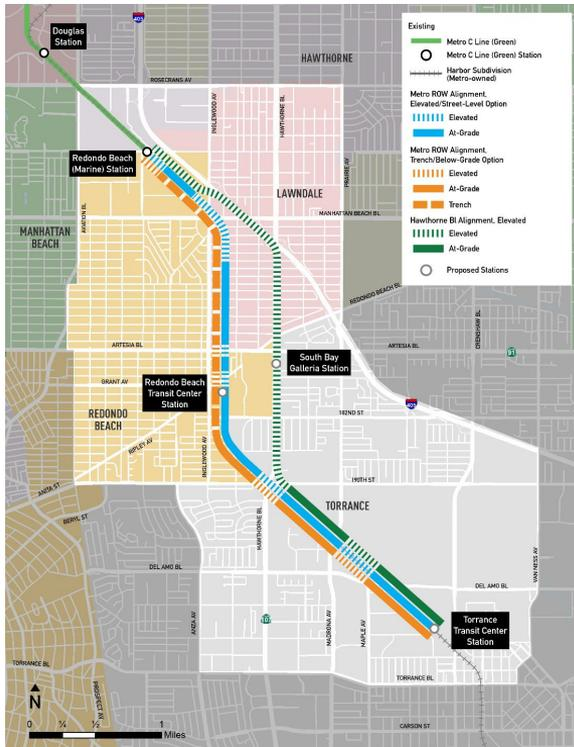 Douglas
Station
405
HAWTHORNE
ROSECRANS AV
INGLEWOOD AV
HAWTHORNE BL
Redondo Beach
(Marine) Station
PRAIRIE AV
LAWNDALE
AVIATION BL
MANHATTAN BEACH BL
MANHATTAN
BEACH
REDONDO BEACH BL
ARTESIA BL
ARTESIA BL
CRENSHAW BL
91
South Bay
Galleria Station
GRANT AV
Redondo Beach
Transit Center
Station
405
182ND ST
REDONDO
BEACH
RIPLEY AV
INGLEWOOD AV
190TH ST
ANITA ST
TORRANCE
BERYL ST
HAWTHORNE BL
VAN NESS AV
DEL AMO BL
DEL AMO BL
ANZA AV
107
MADRONA AV
MAPLE AV
Torrance
Transit Center
Station
TORRANCE BL
TORRANCE BL
PROSPECT AV
CARSON ST
N
0 ¼ ½ 1
Miles
Existing
Metro C Line (Green)
Metro C Line (Green) Station
Harbor Subdivision
(Metro-owned)
Metro ROW Alignment,
Elevated/Street-Level Option
Elevated
At-Grade
Metro ROW Alignment,
Trench/Below-Grade Option
Elevated
At-Grade
Trench
Hawthorne Bl Alignment, Elevated
Elevated
At-Grade
Proposed Stations